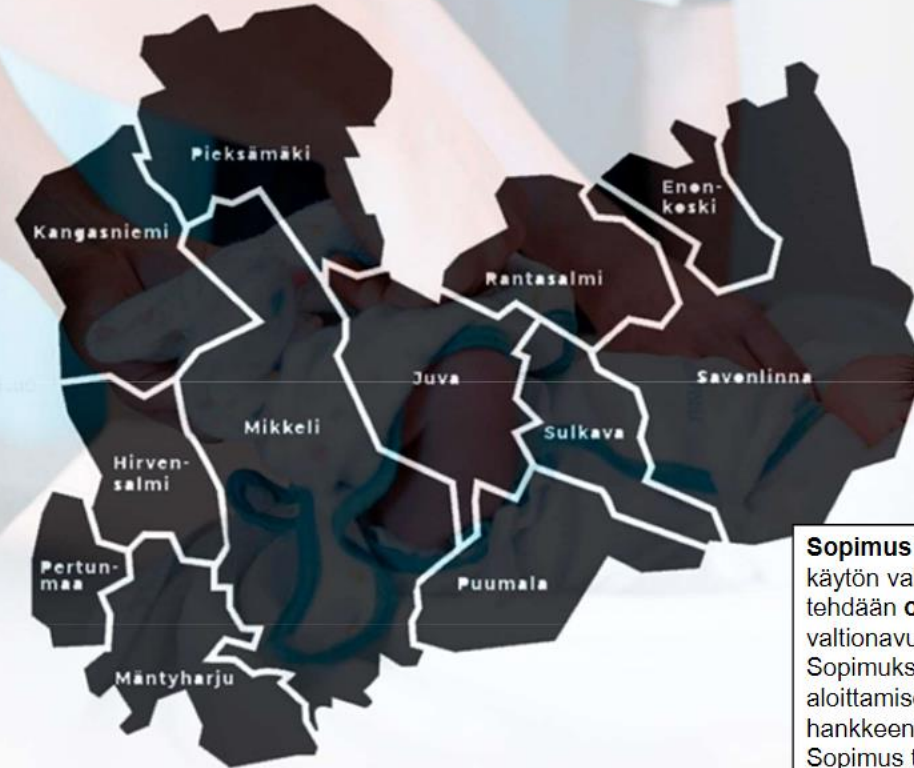 Pieksämäki
Enon-
koski
Kangasniemi
Rantasalmi
Juva
Savonlinna
Mikkeli
Sulkava
Hirven-
salmi
Pertun-
maa
Puumala
Mäntyharju
Sopimus
käytön va
tehdään
valtionavu
Sopimuks
aloittamis
hankkeen
Sopimus t